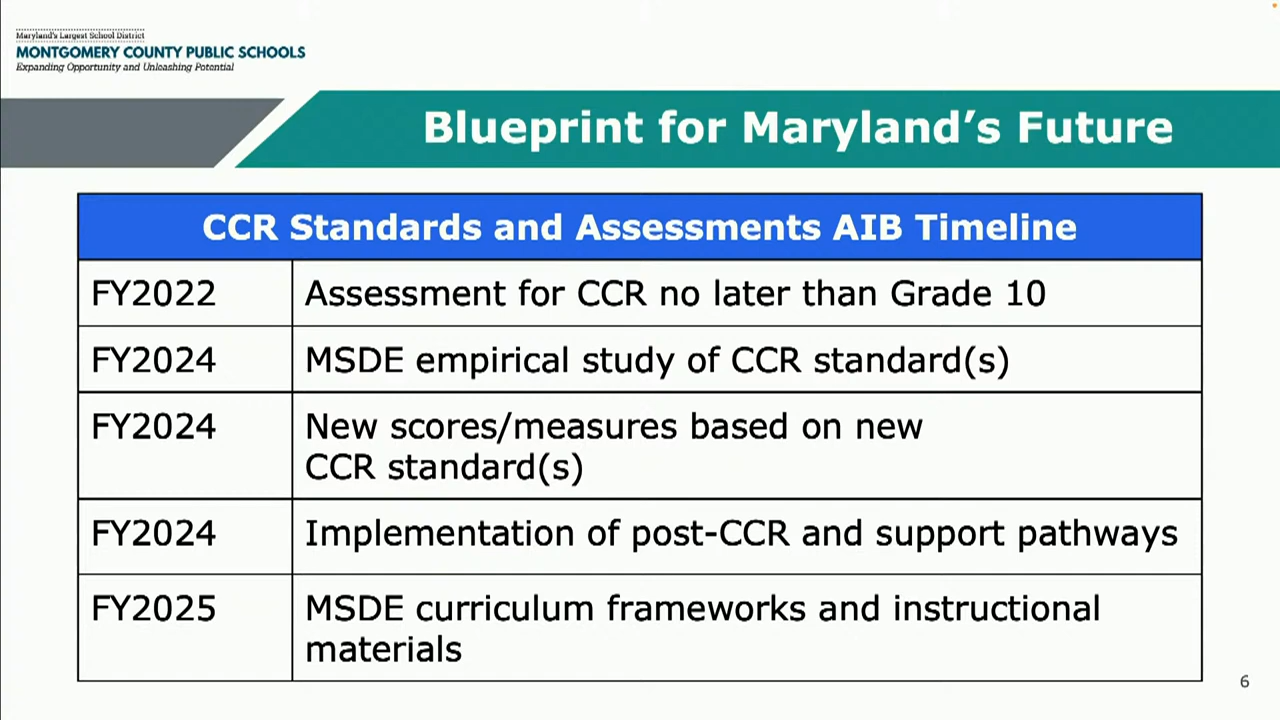 Maryland's Largest School District
MONTGOMERY COUNTY PUBLIC SCHOOLS
Expanding Opportunity and Unleashing Potential
Blueprint for Maryland’s Future
CCR Standards and Assessments AIB Timeline
FY2022 Assessment for CCR no later than Grade 10
FY2024 MSDE empirical study of CCR standard(s)
FY2024 New scores/measures based on new
CCR standard(s)
FY2024 Implementation of post-CCR and support pathways
FY2025 MSDE curriculum frameworks and instructional
materials
6